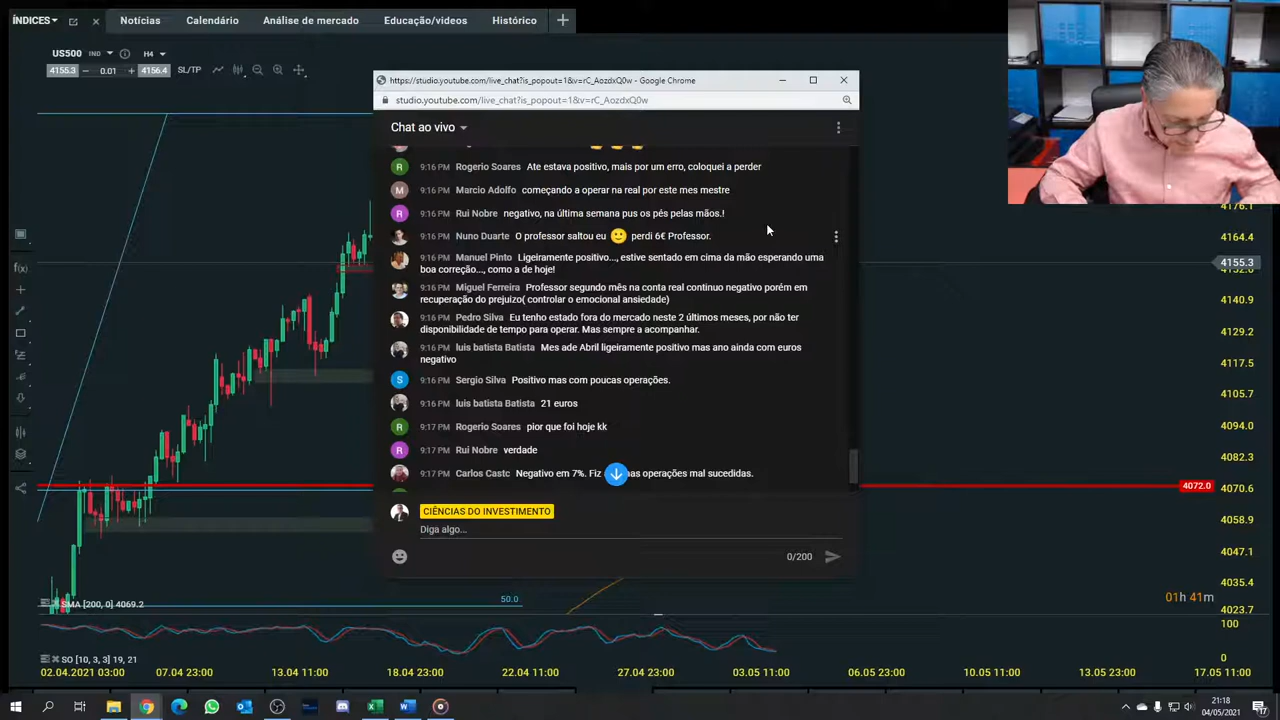 ÍNDICES
Notícias
Calendário
Análise de mercado
Educação/vídeos
Histórico
US500 IND H4
4155.3 0.01 4156.4 SL/TP
https://studio.youtube.com/live_chat?is_popout=1&v=rC_AozdxQ0w - Google Chrome
studio.youtube.com/live_chat?is_popout=1&v=rC_AozdxQ0w
Chat ao vivo
9:16 PM Rogerio Soares Ate estava positivo, mais por um erro, coloquei a perder
M 9:16 PM Marcio Adolfo começando a operar na real por este mes mestre
R 9:16 PM Rui Nobre negativo, na última semana pus os pés pelas mãos.!
9:16 PM Nuno Duarte O professor saltou eu 🙂 perdi 6€ Professor.
9:16 PM Manuel Pinto Ligeiramente positivo..., estive sentado em cima da mão esperando uma
boa correção..., como a de hoje!
9:16 PM Miguel Ferreira Professor segundo mês na conta real continuo negativo porém em
recuperação do prejuizo( controlar o emocional ansiedade)
9:16 PM Pedro Silva Eu tenho estado fora do mercado neste 2 últimos meses, por não ter
disponibilidade de tempo para operar. Mas sempre a acompanhar.
9:16 PM luis batista Batista Mes ade Abril ligeiramente positivo mas ano ainda com euros
negativo
S 9:16 PM Sergio Silva Positivo mas com poucas operações.
9:16 PM luis batista Batista 21 euros
R 9:17 PM Rogerio Soares pior que foi hoje kk
R 9:17 PM Rui Nobre verdade
9:17 PM Carlos Castc Negativo em 7%. Fiz operações mal sucedidas.
CIÊNCIAS DO INVESTIMENTO
Diga algo...
0/200
4176.1
4164.4
4155.3
4140.9
4129.2
4117.5
4105.7
4094.0
4082.3
4072.0
4070.6
4058.9
4047.1
4035.4
4023.7
01h 41m
50.0
SMA [200, 0] 4069.2
100
0
SO [10, 3, 3] 19, 21
02.04.2021 03:00 07.04 23:00 13.04 11:00 18.04 23:00 22.04 11:00 27.04 23:00 03.05 11:00 06.05 23:00 10.05 11:00 13.05 23:00 17.05 11:00
21:18
04/05/2021
17